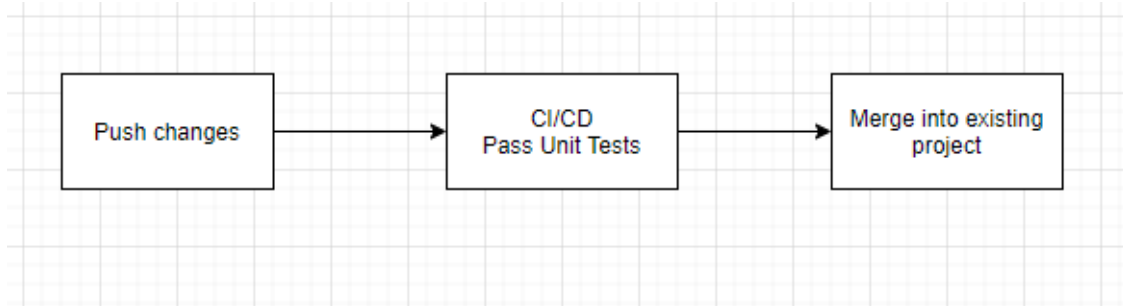 Push changes
CI/CD
Pass Unit Tests
Merge into existing
project